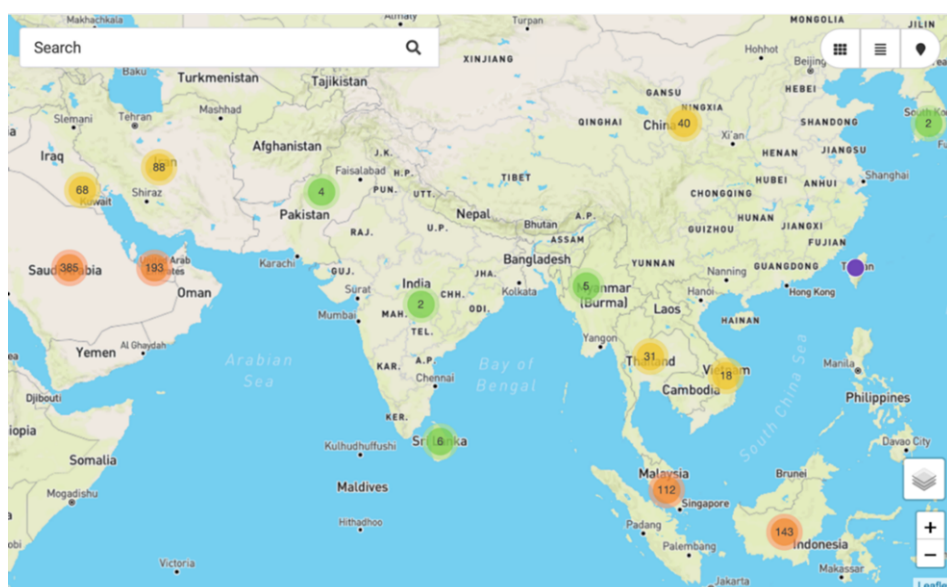 Makhachkala
Almaty
Turpan
MONGOLIA
JILIN
Search
XINJIANG
Hohhot
Beijing
Baku
Turkmenistan
Tajikistan
GANSU
HEBEI
Slemani
Tehran
Mashhad
NINGXIA
40
China
QINGHAI
Xi'an
SHANDONG
2
Iraq
88
Afghanistan
J.K.
HENAN
JIANGSU
Faisalabad
H.P.
PUN.
UTT.
TIBET
HUBEI
ANHUI
Shanghai
68
Kuwait
Shiraz
4
Pakistan
CHONGQING
Nepal
Bhutan
A.P.
HUNAN
JIANGXI
RAJ.
U.P.
ASSAM
GUIZHOU
FUJIAN
385
193
Karachi
Bangladesh
YUNNAN
Nanning
GUANGDONG
GUJ.
India
JHA.
Oman
Surat
CHH.
Kolkata
5
Myanmar
(Burma)
Hanoi
Hong Kong
Mumbai
2
MAH.
ODI.
Laos
HAINAN
TEL.
Yemen
Al Ghaydah
Yangon
Arabian
Sea
KAR.
A.P.
Bay of
Bengal
31
Thailand
18
Vietnam
Manila
Chennai
Cambodia
South China Sea
Philippines
Djibouti
KER.
Kulhudhuffushi
6
Sri Lanka
Davao City
Somalia
Malaysia
Brunei
Maldives
112
Singapore
Mogadishu
Hithadhoo
Padang
143
Indonesia
+
Palembang
−
Victoria
Makassar
Jakarta